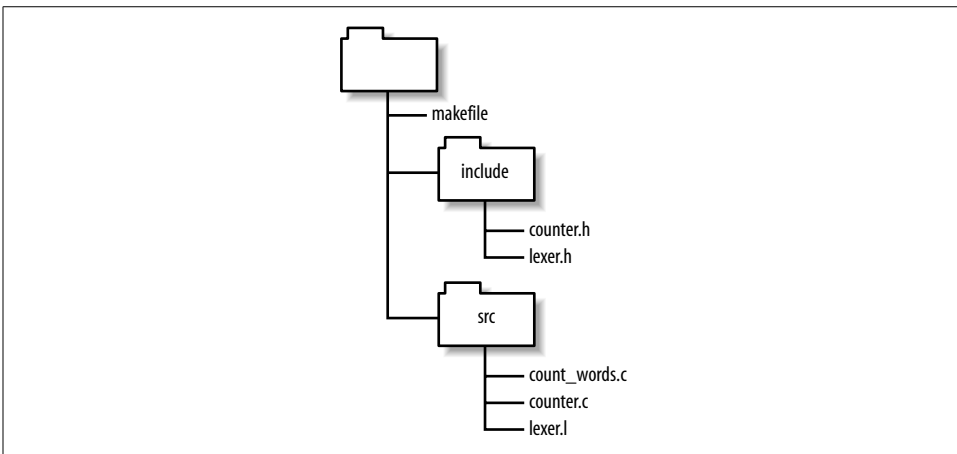 makefile
include
counter.h
lexer.h
src
count_words.c
counter.c
lexer.l